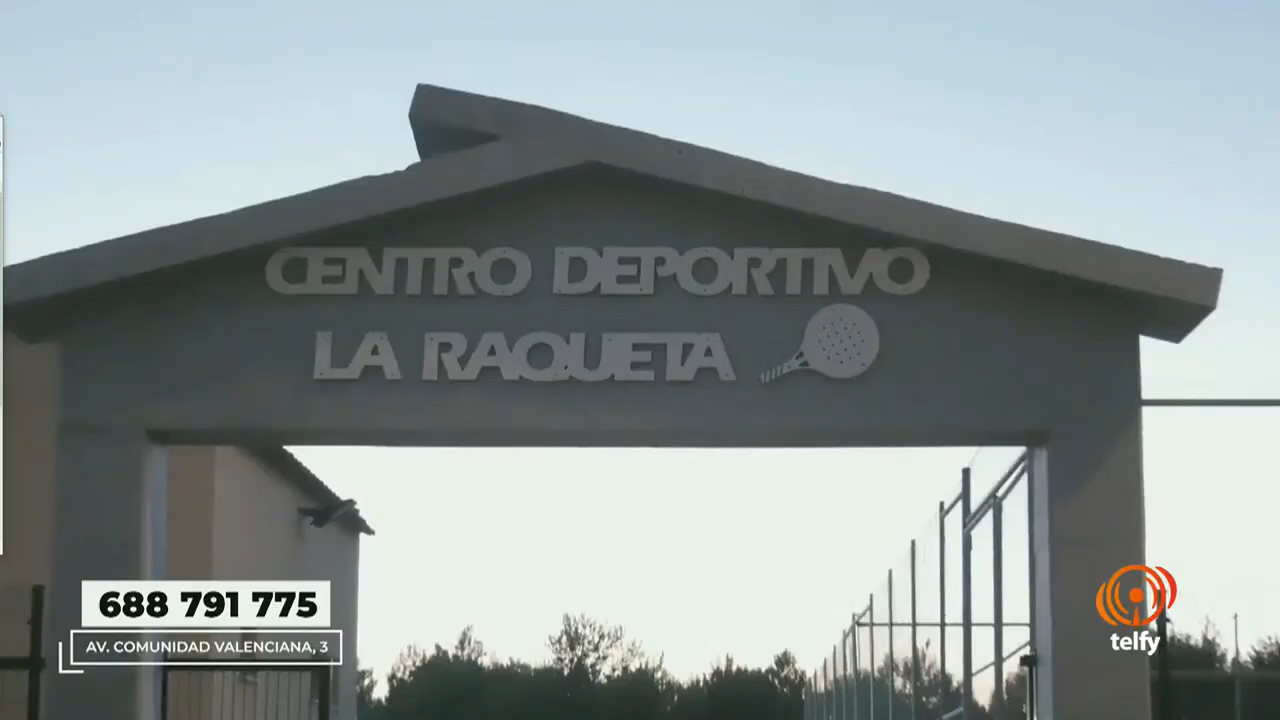 CENTRO DEPORTIVO
LA RAQUETA
688 791 775
AV. COMUNIDAD VALENCIANA, 3
telfy